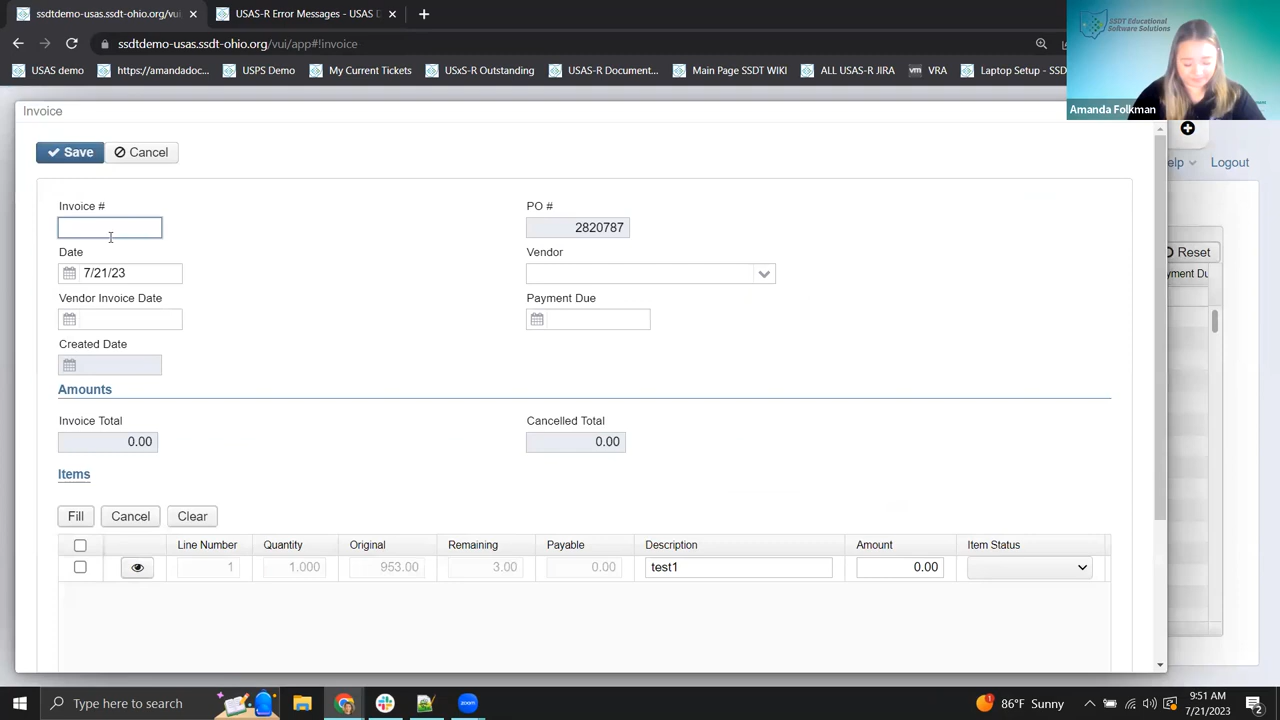 ssdtdemo-usas.ssdt-ohio.org/vui
USAS-R Error Messages - USAS D
ssdtdemo-usas.ssdt-ohio.org/vui/app#!invoice
USAS demo
https://amandadoc...
USPS Demo
My Current Tickets
USAS-R Document...
Main Page SSDT WIKI
ALL USAS-R JIRA
vm VRA
Laptop Setup - SSD
SSDT Educational
Software Solutions
Amanda Folkman
Invoice
Save Cancel
elp Logout
Invoice # PO #
2820787
Date Vendor
Reset
7/21/23
yment Du
Vendor Invoice Date Payment Due
Created Date
Amounts
Invoice Total Cancelled Total
0.00 0.00
Items
Fill Cancel Clear
Line Number Quantity Original Remaining Payable Description Amount Item Status
1 1.000 953.00 3.00 0.00 test1 0.00
Type here to search
zoom
86°F Sunny
9:51 AM
7/21/2023
2